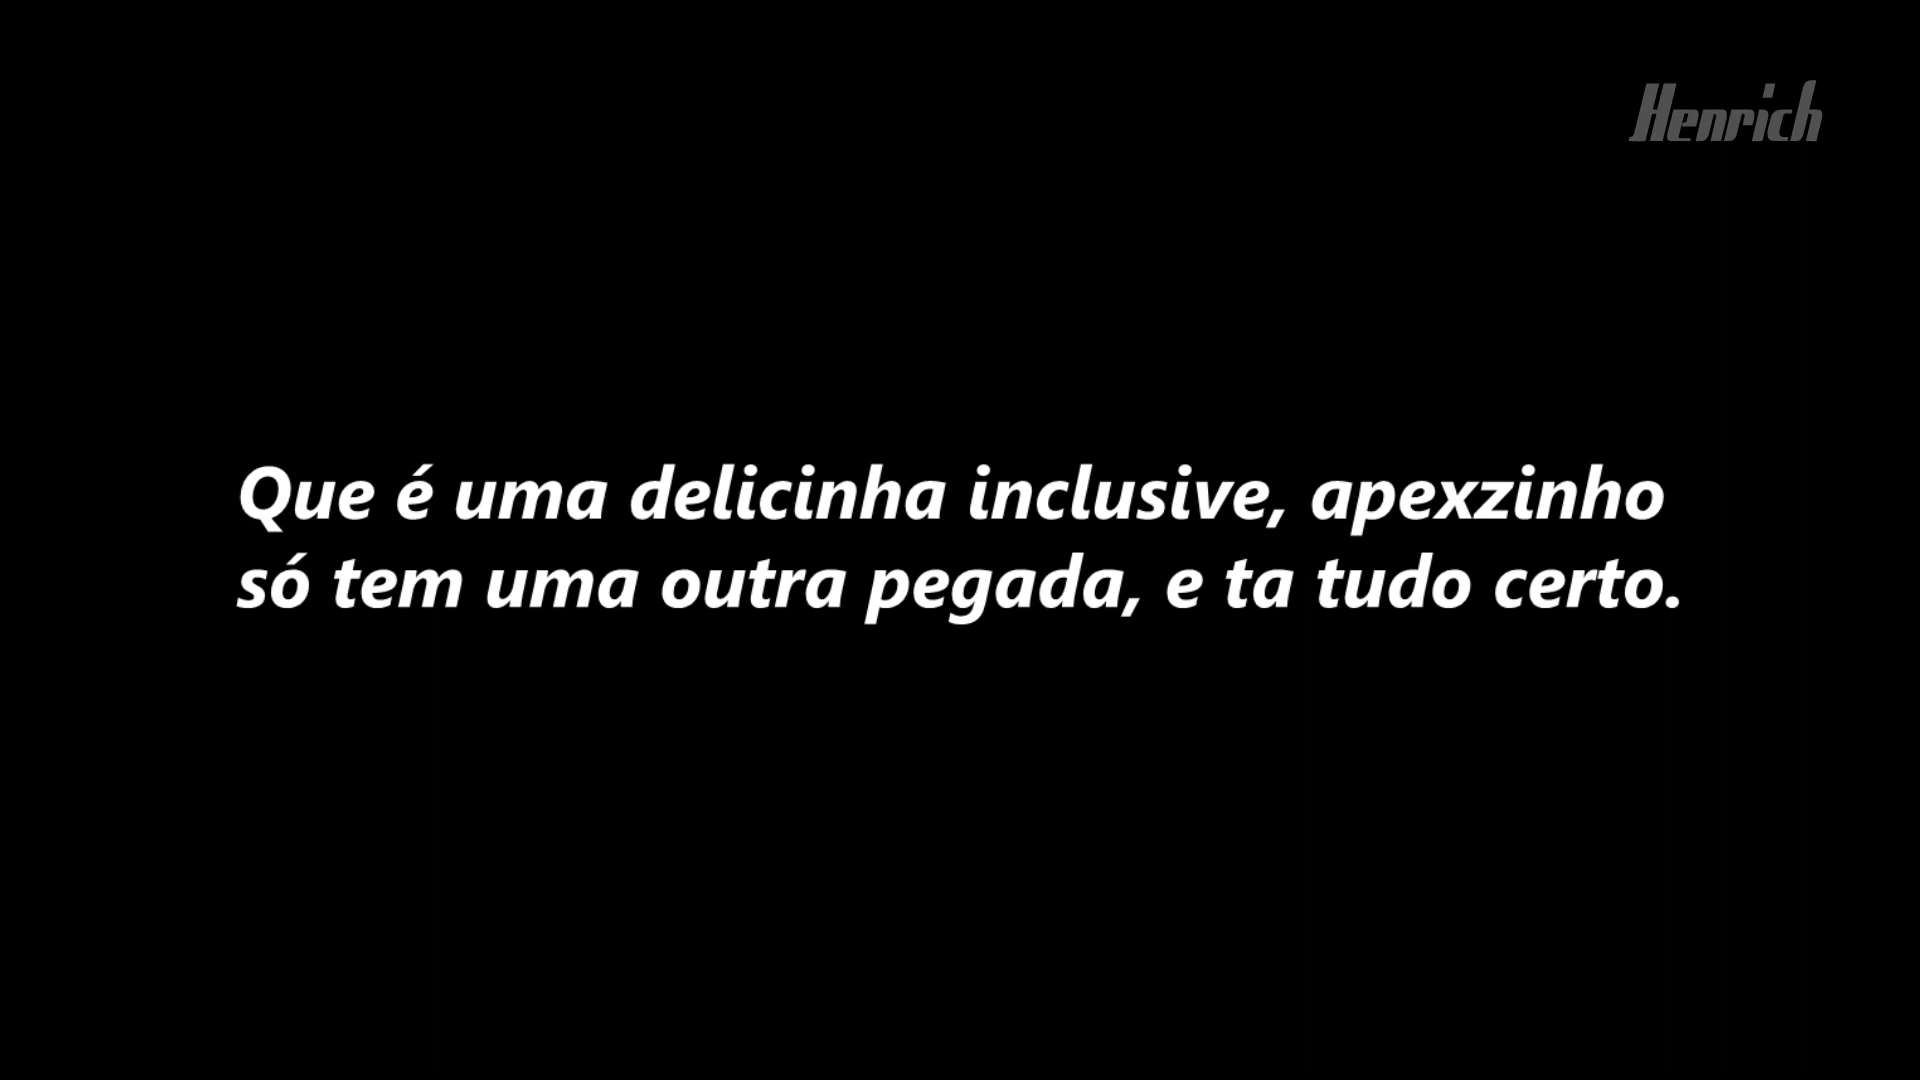 Henrich
Que é uma delicinha inclusive, apexzinho
só tem uma outra pegada, e ta tudo certo.